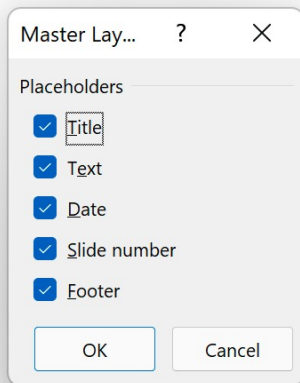 Master Lay... ?
Placeholders
Title
Text
Date
Slide number
Footer
OK Cancel